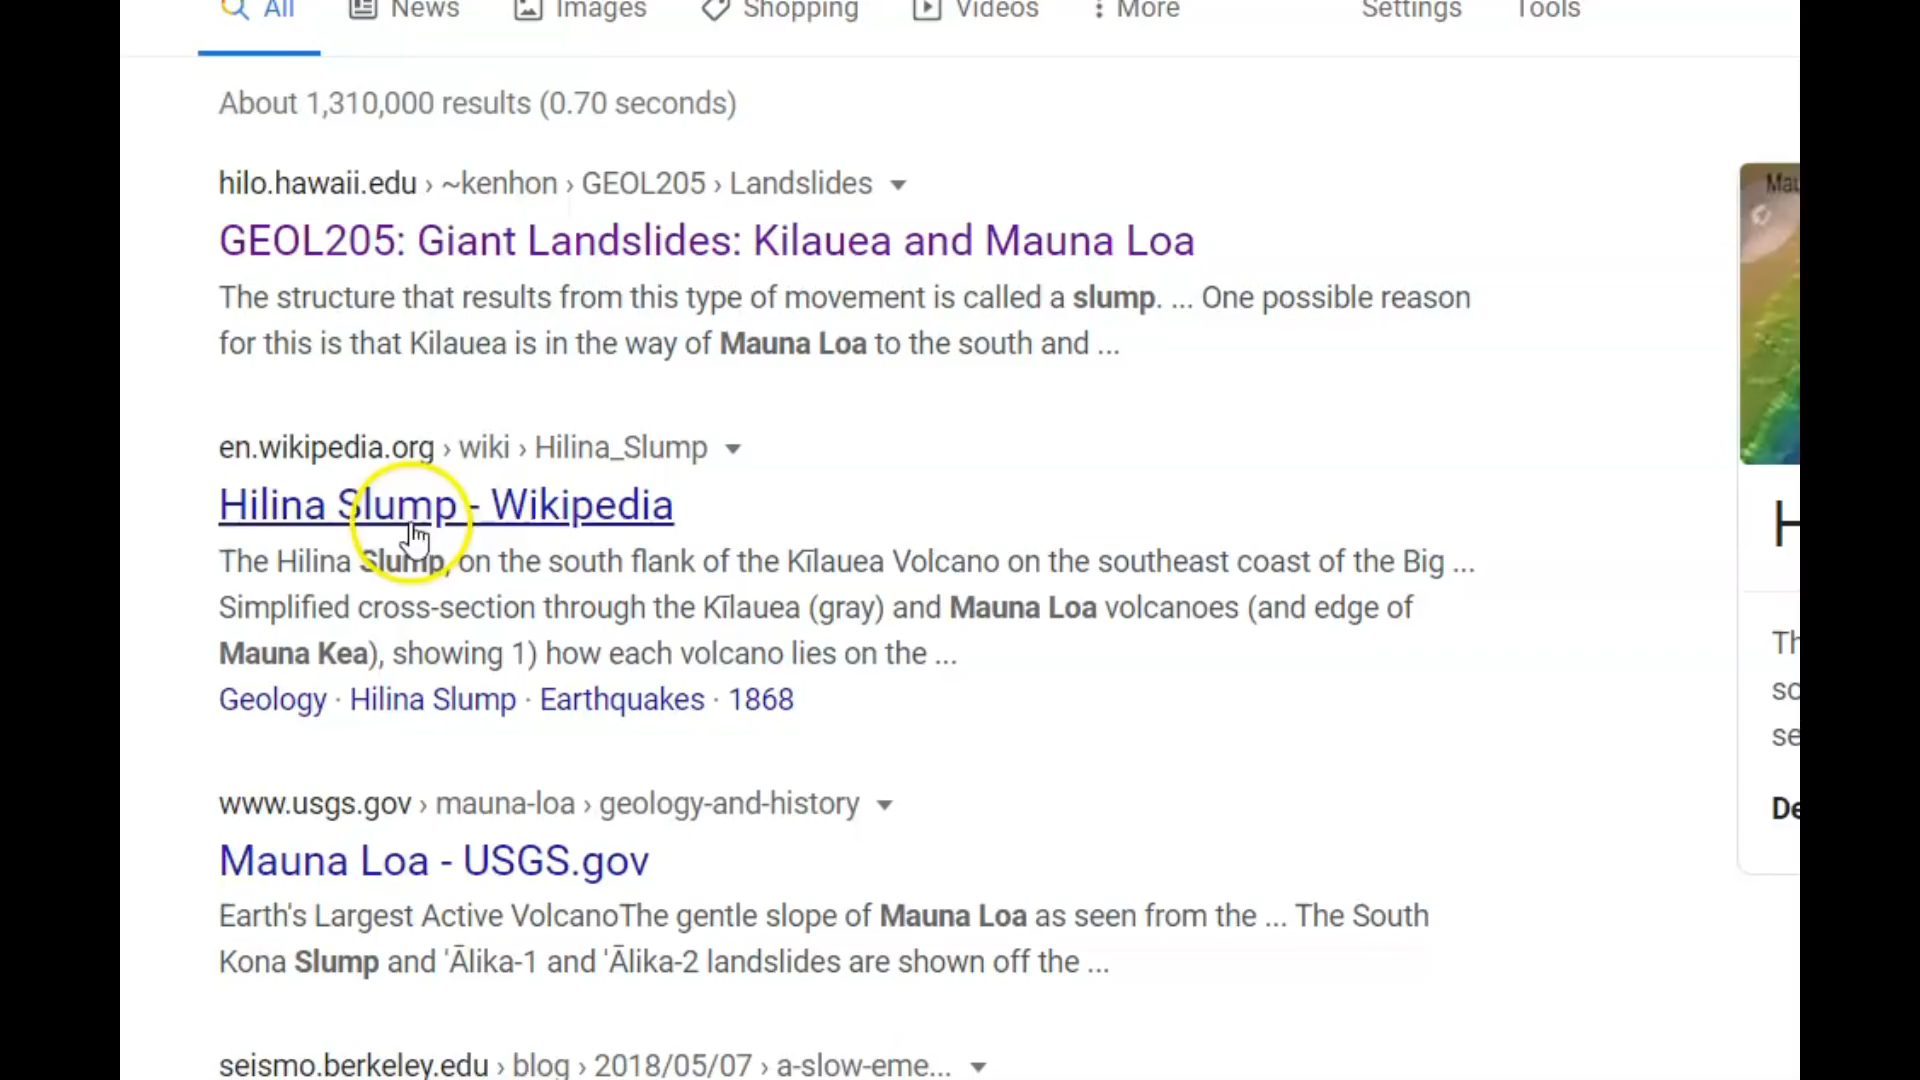 All News Images Shopping Videos More Settings Tools
About 1,310,000 results (0.70 seconds)
hilo.hawaii.edu › ~kenhon › GEOL205 › Landslides
GEOL205: Giant Landslides: Kilauea and Mauna Loa
The structure that results from this type of movement is called a slump. ... One possible reason
for this is that Kilauea is in the way of Mauna Loa to the south and ...
en.wikipedia.org › wiki › Hilina_Slump
Hilina Slump - Wikipedia
The Hilina Slump, on the south flank of the Kīlauea Volcano on the southeast coast of the Big ...
Simplified cross-section through the Kīlauea (gray) and Mauna Loa volcanoes (and edge of
Mauna Kea), showing 1) how each volcano lies on the ...
Geology · Hilina Slump · Earthquakes · 1868
www.usgs.gov › mauna-loa › geology-and-history
Mauna Loa - USGS.gov
Earth's Largest Active VolcanoThe gentle slope of Mauna Loa as seen from the ... The South
Kona Slump and 'Ālika-1 and 'Ālika-2 landslides are shown off the ...
seismo.berkeley.edu › blog › 2018/05/07 › a-slow-eme...